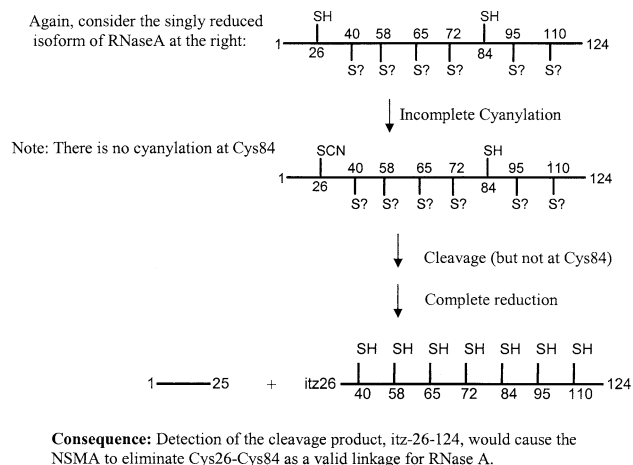 Again, consider the singly reduced
isoform of RNaseA at the right:
SH SH
40 58 65 72 95 110
1 124
26 84
S? S? S? S? S? S?
Incomplete Cyanylation
Note: There is no cyanylation at Cys84
SCN SH
40 58 65 72 95 110
1 124
26 84
S? S? S? S? S? S?
Cleavage (but not at Cys84)
Complete reduction
SH SH SH SH SH SH SH
1 25 + itz26 124
40 58 65 72 84 95 110
Consequence: Detection of the cleavage product, itz-26-124, would cause the
NSMA to eliminate Cys26-Cys84 as a valid linkage for RNase A.